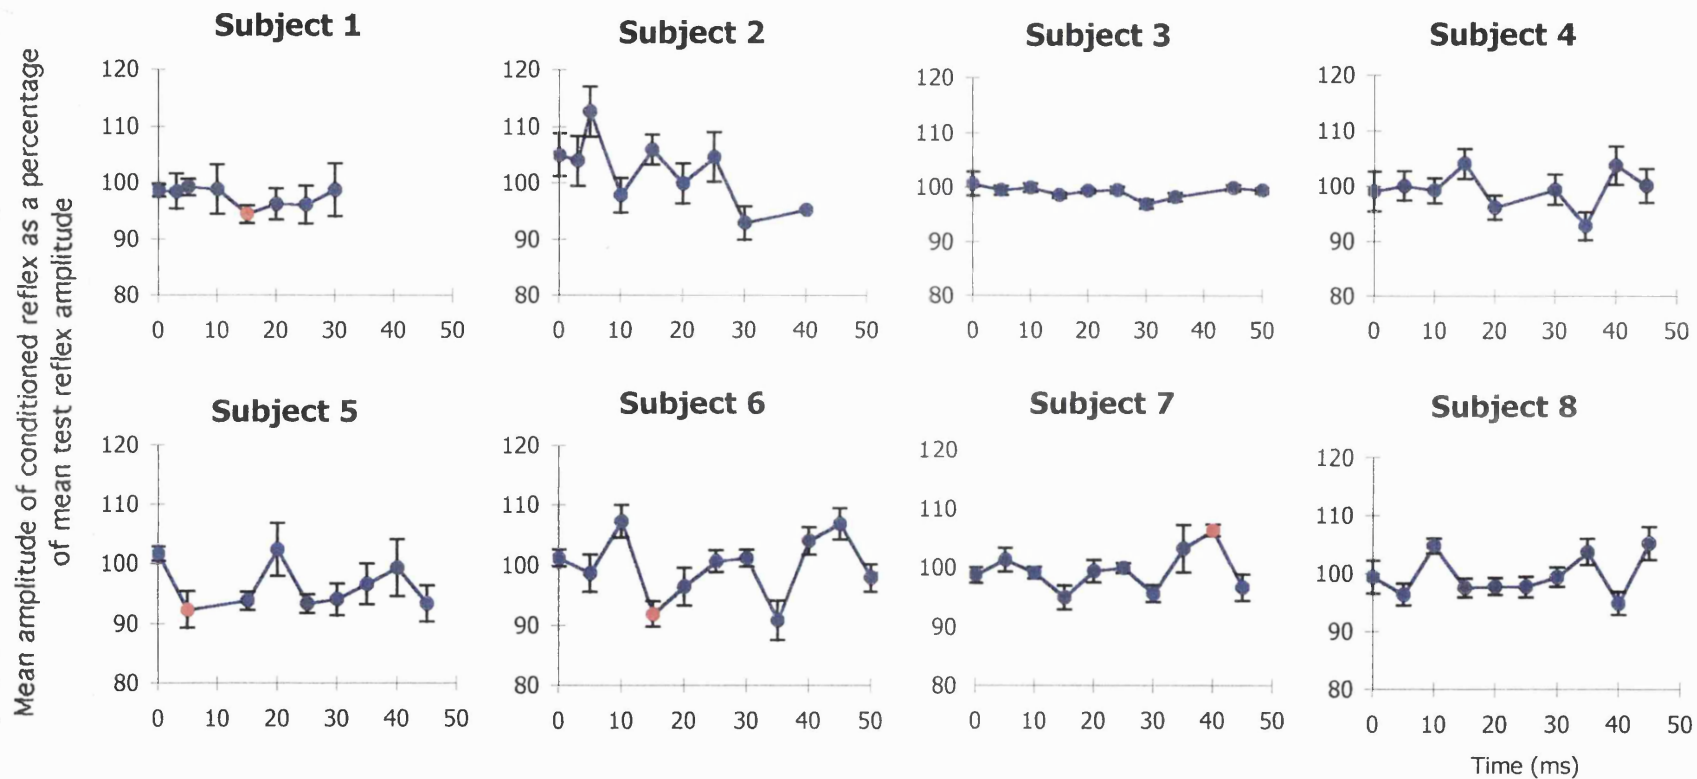 Mean amplitude of conditioned reflex as a percentage
of mean test reflex amplitude
Subject 1
120
110
100
90
80
0 10 20 30 40 50
Subject 2
120
110
100
90
80
0 10 20 30 40 50
Subject 3
120
110
100
90
80
0 10 20 30 40 50
Subject 4
120
110
100
90
80
0 10 20 30 40 50
Subject 5
120
110
100
90
80
0 10 20 30 40 50
Subject 6
120
110
100
90
80
0 10 20 30 40 50
Subject 7
120
110
100
90
80
0 10 20 30 40 50
Subject 8
120
110
100
90
80
0 10 20 30 40 50
Time (ms)